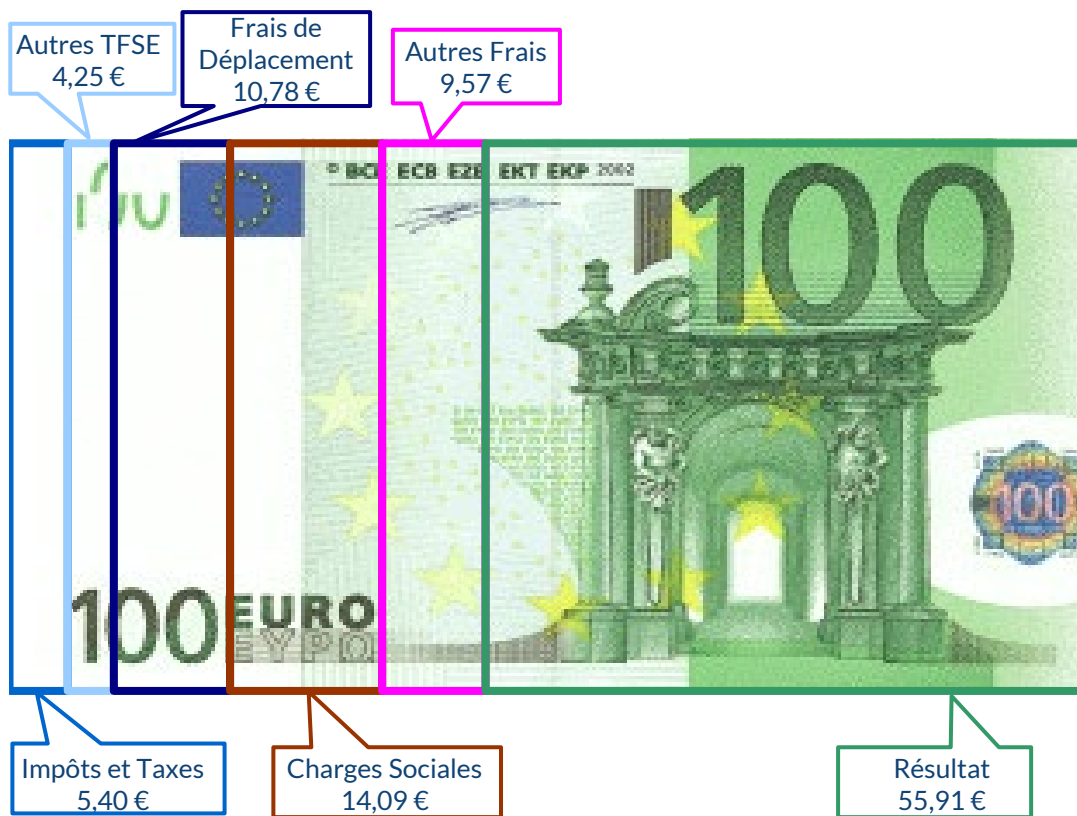 Autres TFSE
4,25 €
Frais de
Déplacement
10,78 €
Autres Frais
9,57 €
© BCE ECB EZB EKT EKP 2002
100
100
100 EURO
ΕΥΡΩ
Impôts et Taxes
5,40 €
Charges Sociales
14,09 €
Résultat
55,91 €